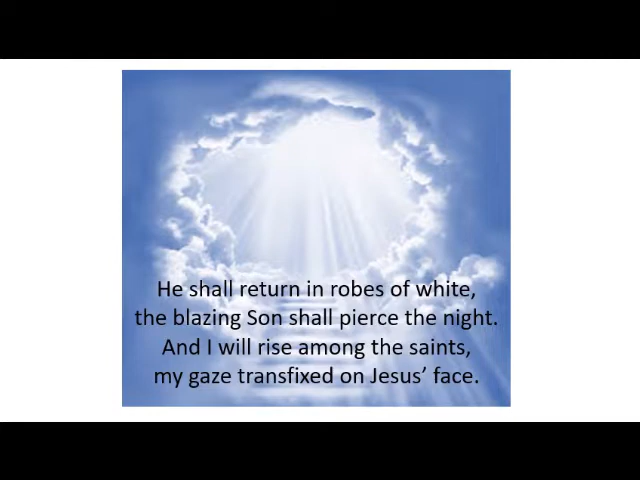 He shall return in robes of white,
the blazing Son shall pierce the night.
And I will rise among the saints,
my gaze transfixed on Jesus’ face.